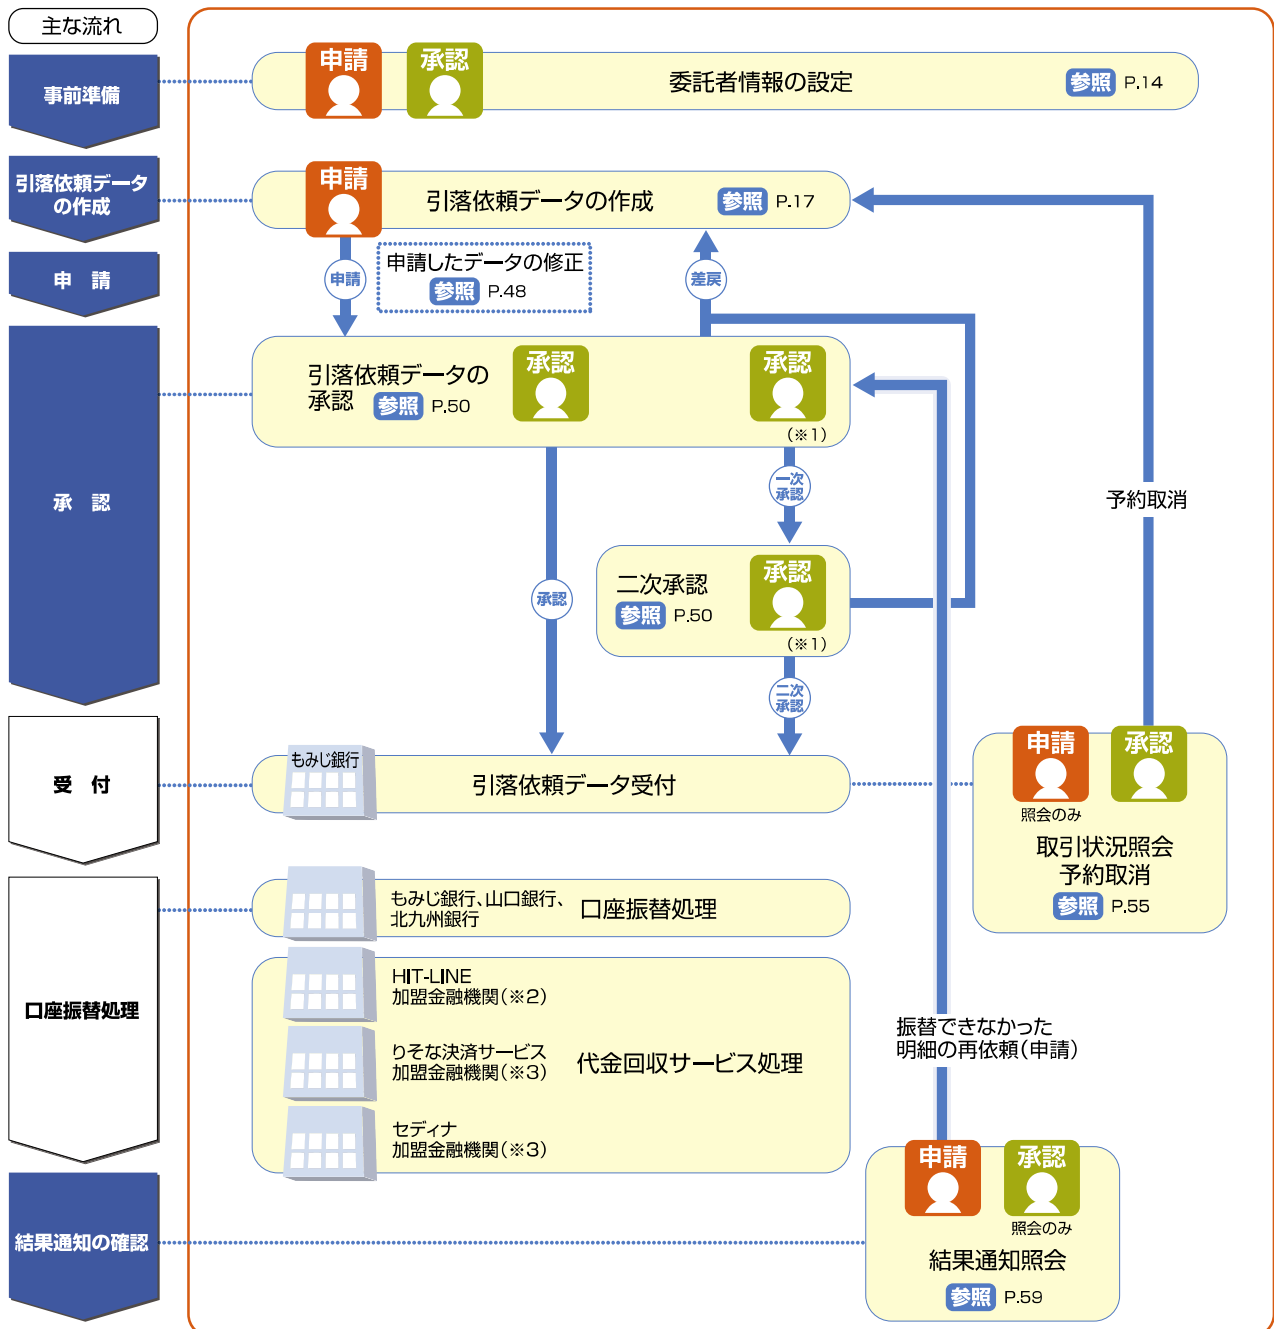 主な流れ
事前準備
申請
承認
委託者情報の設定
参照 P.14
引落依頼データ
の作成
申請
引落依頼データの作成
参照 P.17
申 請
申請
申請したデータの修正
参照 P.48
差戻
承 認
引落依頼データの
承認 参照 P.50
承認
承認
(※1)
一次
承認
予約取消
承認
二次承認
参照 P.50
承認
(※1)
二次
承認
受 付
もみじ銀行
引落依頼データ受付
申請
照会のみ
承認
取引状況照会
予約取消
参照 P.55
口座振替処理
もみじ銀行、山口銀行、
北九州銀行
口座振替処理
HIT-LINE
加盟金融機関(※2)
りそな決済サービス
加盟金融機関(※3)
代金回収サービス処理
セディナ
加盟金融機関(※3)
振替できなかった
明細の再依頼(申請)
結果通知の確認
申請
承認
照会のみ
結果通知照会
参照 P.59